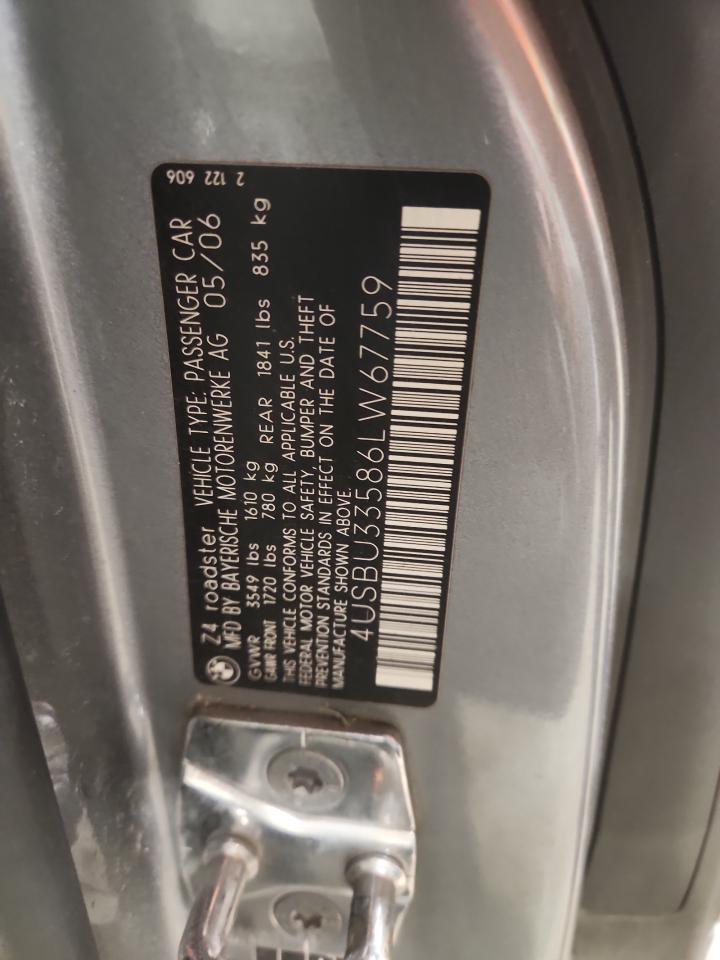 2 122 606
Z4 roadster VEHICLE TYPE: PASSENGER CAR
MFD BY BAYERISCHE MOTORENWERKE AG 05/06
GVWR 3549 lbs 1610 kg
GAWR FRONT 1720 lbs 780 kg REAR 1841 lbs 835 kg
THIS VEHICLE CONFORMS TO ALL APPLICABLE U.S.
FEDERAL MOTOR VEHICLE SAFETY, BUMPER AND THEFT
PREVENTION STANDARDS IN EFFECT ON THE DATE OF
MANUFACTURE SHOWN ABOVE.
4USBU33586LW67759